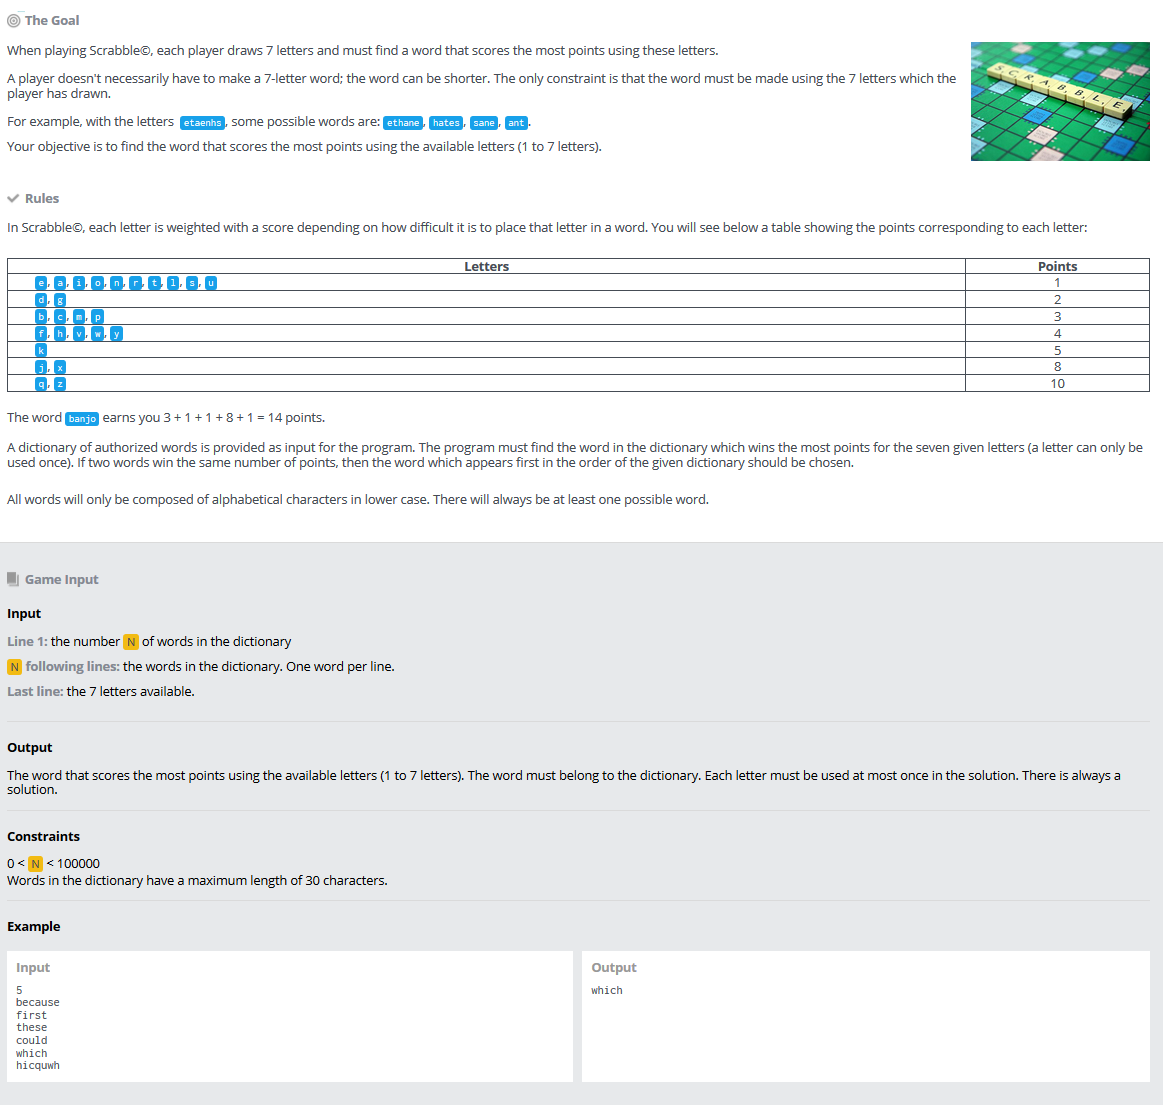 The Goal
When playing Scrabble©, each player draws 7 letters and must find a word that scores the most points using these letters.
A player doesn't necessarily have to make a 7-letter word; the word can be shorter. The only constraint is that the word must be made using the 7 letters which the
player has drawn.
For example, with the letters etaenhs, some possible words are: ethane, hates, sane, ant.
Your objective is to find the word that scores the most points using the available letters (1 to 7 letters).
SCRABBLE
Rules
In Scrabble©, each letter is weighted with a score depending on how difficult it is to place that letter in a word. You will see below a table showing the points corresponding to each letter:
Letters Points
e, a, i, o, n, r, t, l, s, u 1
d, g 2
b, c, m, p 3
f, h, v, w, y 4
k 5
j, x 8
q, z 10
The word banjo earns you 3 + 1 + 1 + 8 + 1 = 14 points.
A dictionary of authorized words is provided as input for the program. The program must find the word in the dictionary which wins the most points for the seven given letters (a letter can only be
used once). If two words win the same number of points, then the word which appears first in the order of the given dictionary should be chosen.
All words will only be composed of alphabetical characters in lower case. There will always be at least one possible word.
Game Input
Input
Line 1: the number N of words in the dictionary
N following lines: the words in the dictionary. One word per line.
Last line: the 7 letters available.
Output
The word that scores the most points using the available letters (1 to 7 letters). The word must belong to the dictionary. Each letter must be used at most once in the solution. There is always a
solution.
Constraints
0 < N < 100000
Words in the dictionary have a maximum length of 30 characters.
Example
Input
5
because
first
these
could
which
hicquwh
Output
which